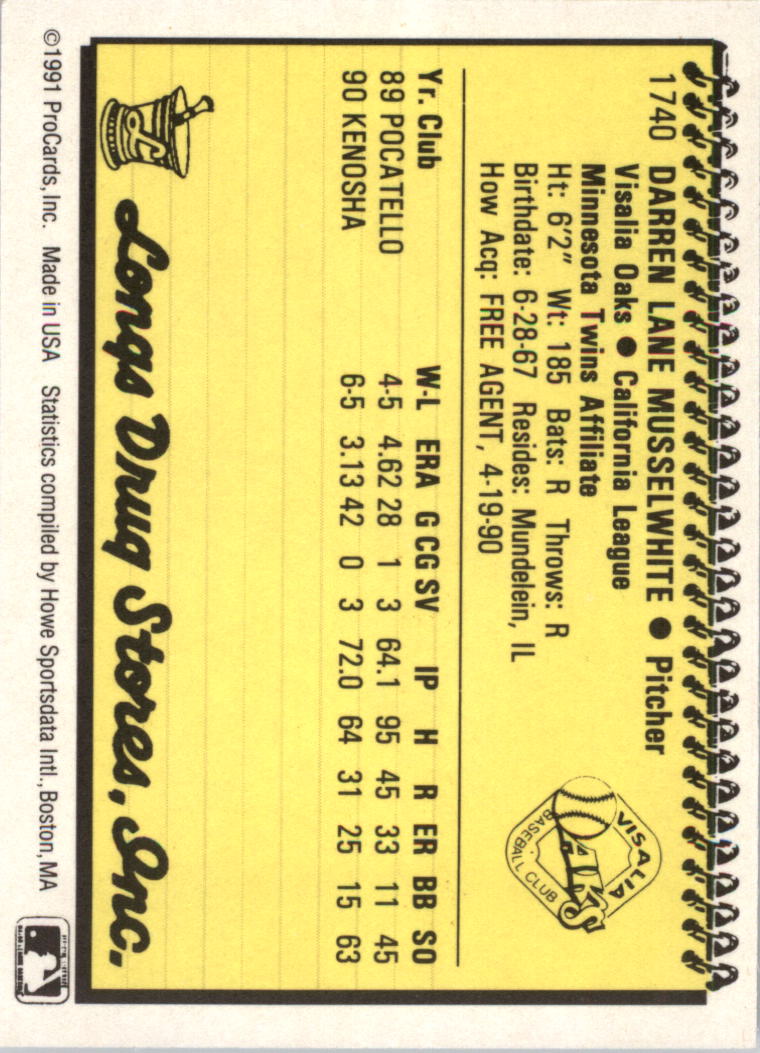 1740 DARREN LANE MUSSELWHITE ● Pitcher
Visalia Oaks ● California League
Minnesota Twins Affiliate
Ht: 6'2" Wt: 185 Bats: R Throws: R
Birthdate: 6-28-67 Resides: Mundelein, IL
How Acq: FREE AGENT, 4-19-90
VISALIA
Oaks
BASEBALL CLUB
Yr. Club W-L ERA G CG SV IP H R ER BB SO
89 POCATELLO 4-5 4.62 28 1 3 64.1 95 45 33 11 45
90 KENOSHA 6-5 3.13 42 0 3 72.0 64 31 25 15 63
Longs Drug Stores, Inc.
©1991 ProCards, Inc. Made in USA Statistics compiled by Howe Sportsdata Intl., Boston, MA